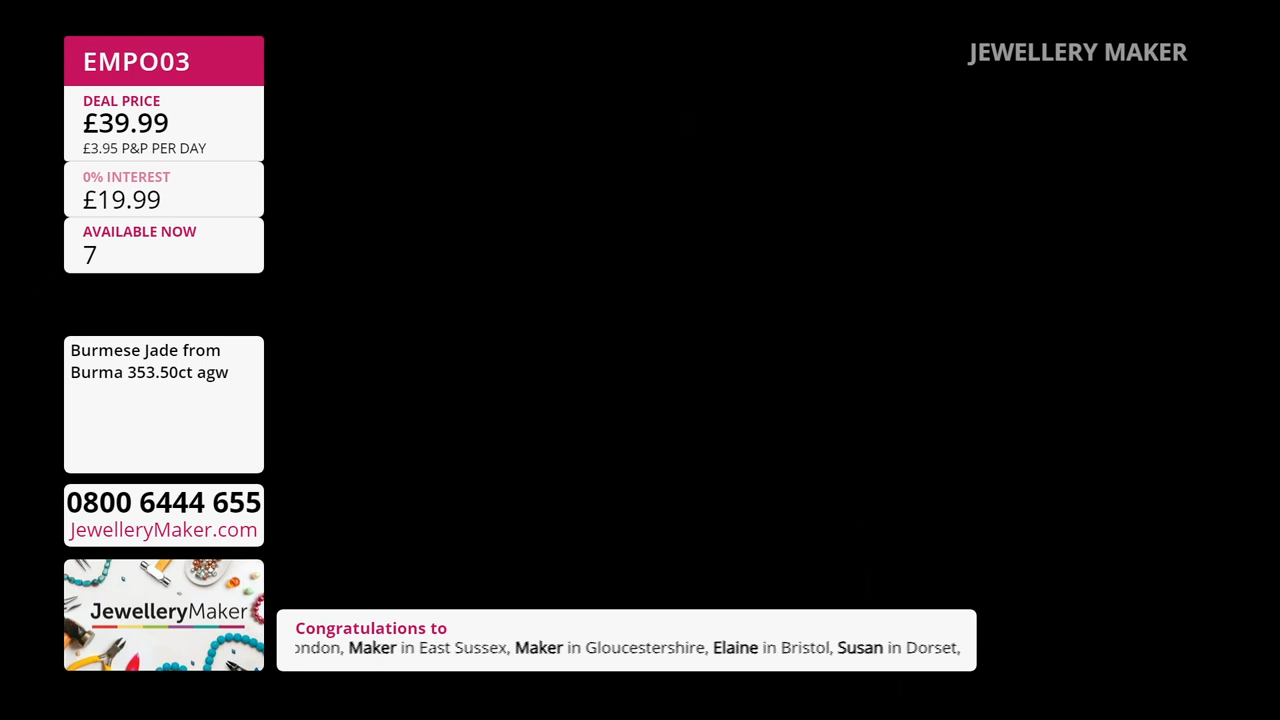 EMPO03
DEAL PRICE
£39.99
£3.95 P&P PER DAY
0% INTEREST
£19.99
AVAILABLE NOW
7
JEWELLERY MAKER
Burmese Jade from
Burma 353.50ct agw
0800 6444 655
JewelleryMaker.com
JewelleryMaker
Congratulations to
Maker in East Sussex, Maker in Gloucestershire, Elaine in Bristol, Susan in Dorset,